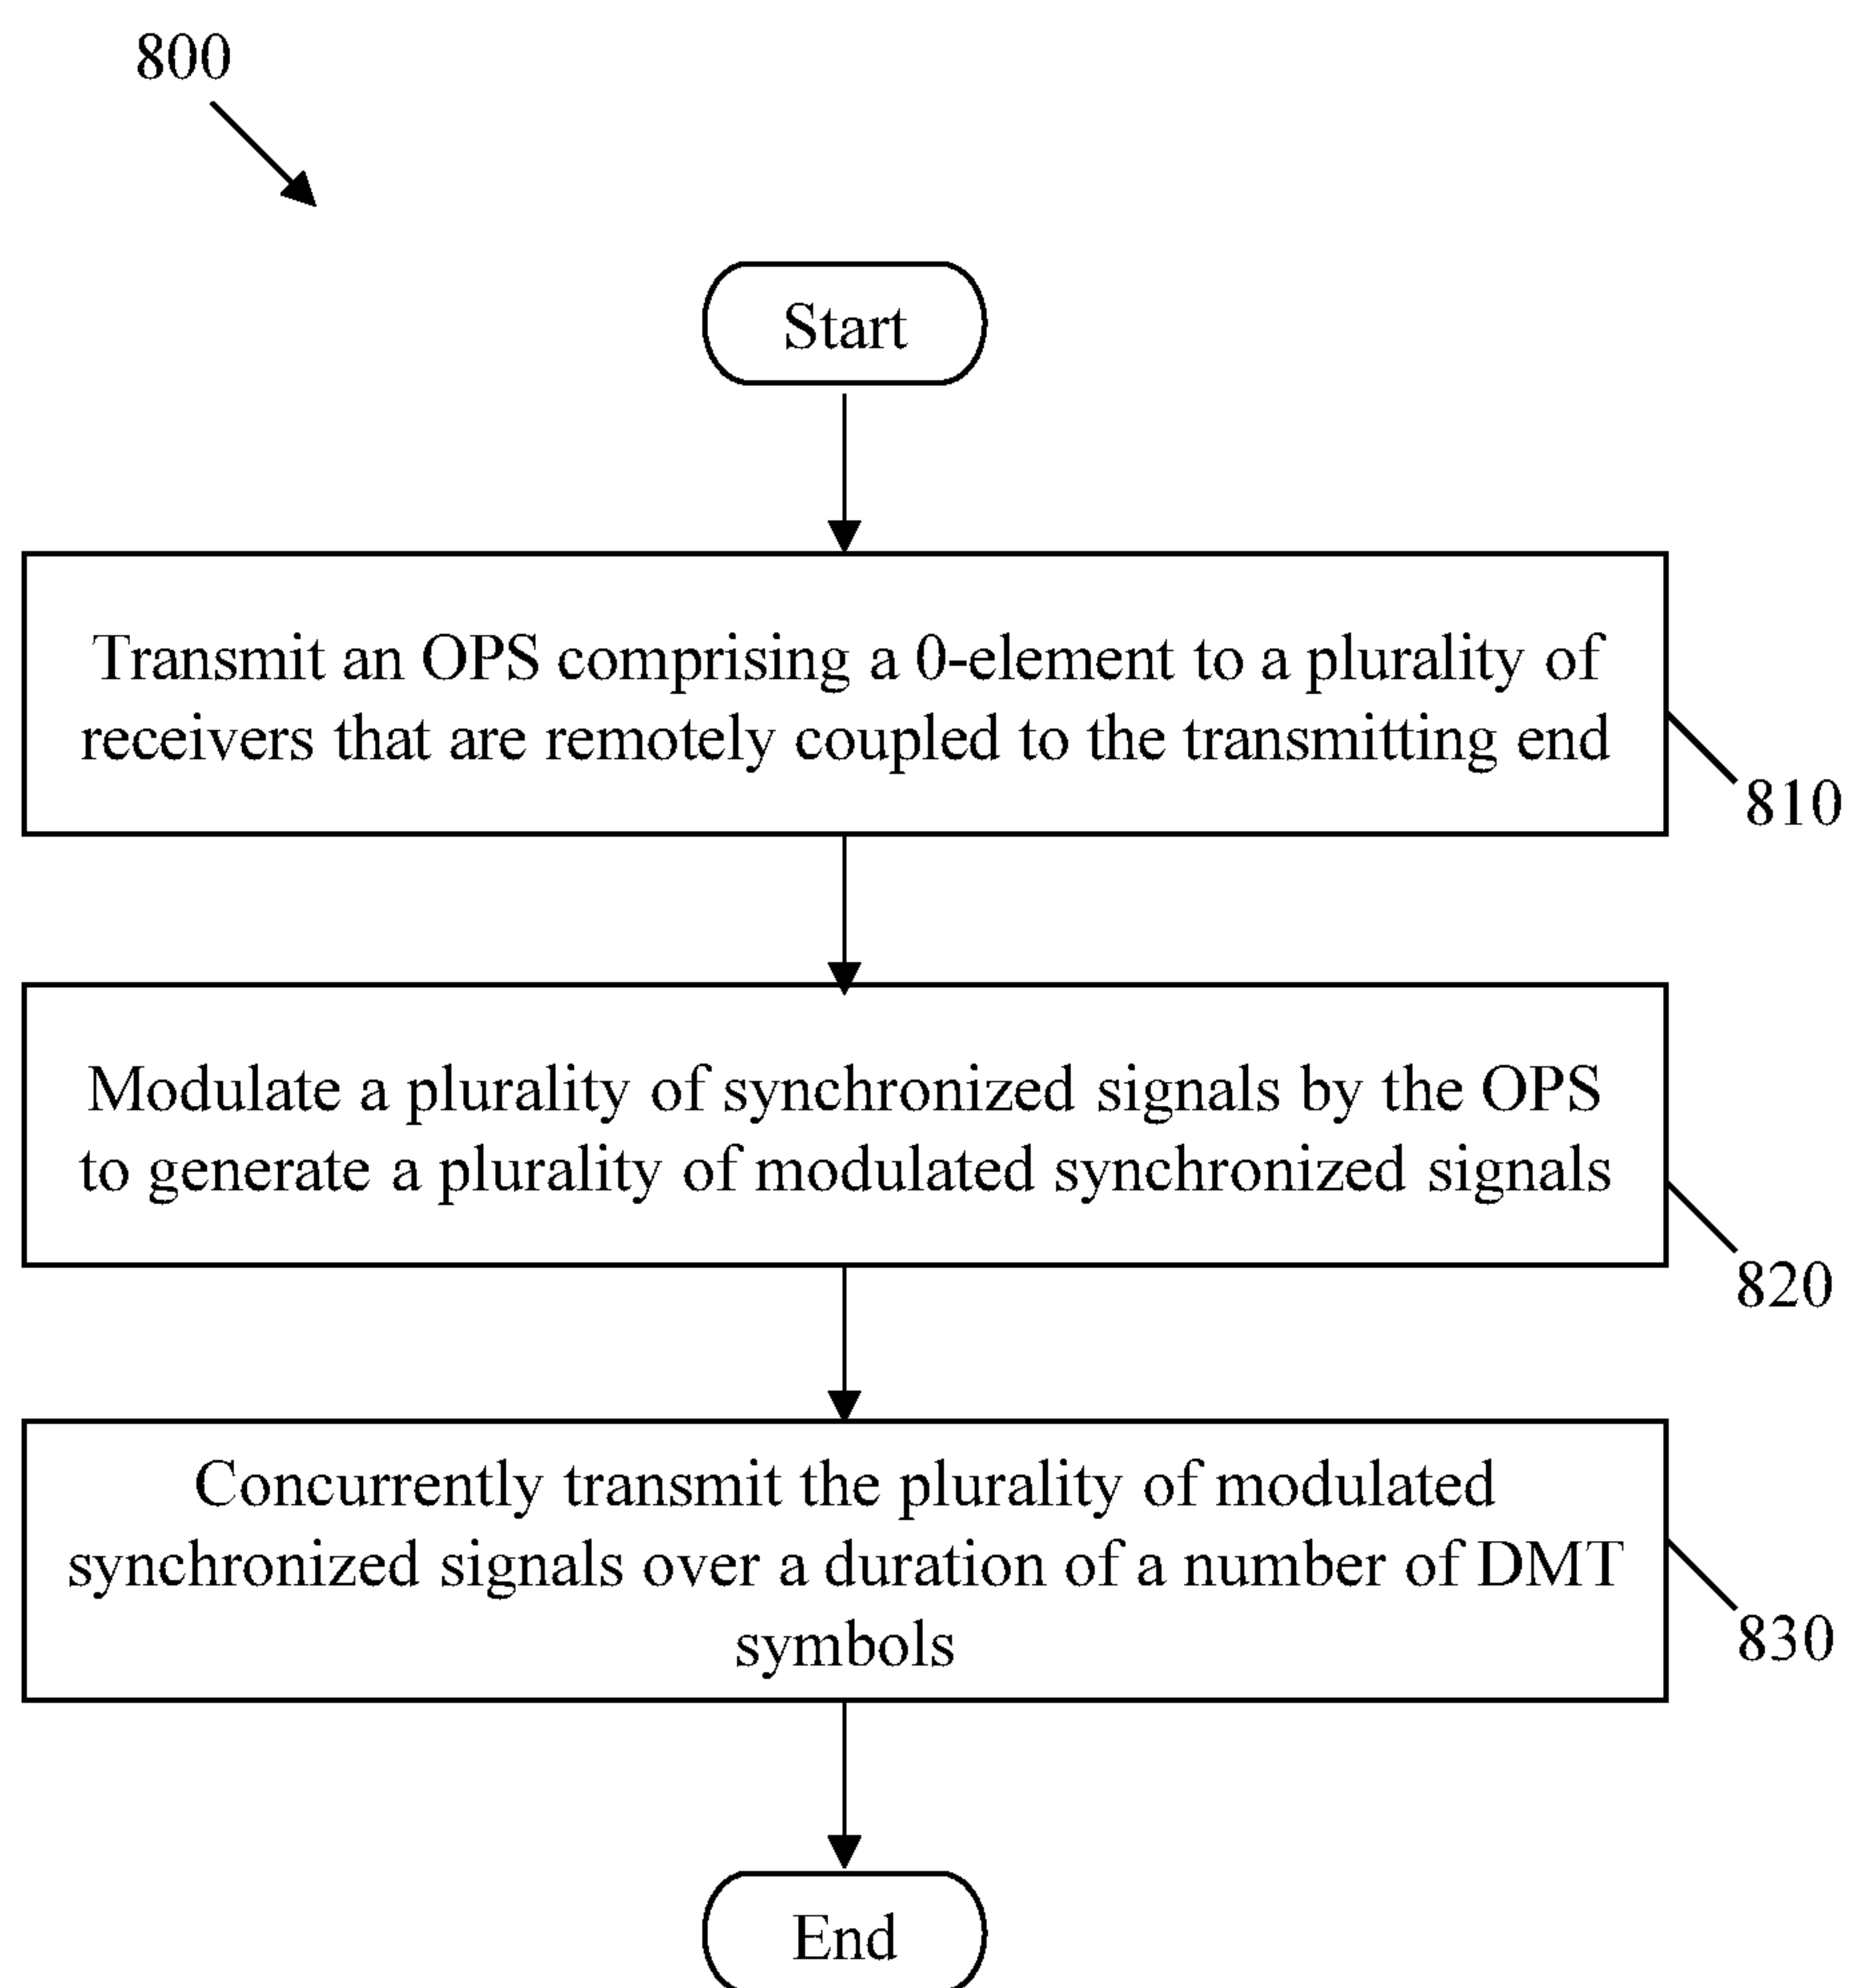 800
Start
Transmit an OPS comprising a 0-element to a plurality of
receivers that are remotely coupled to the transmitting end
810
Modulate a plurality of synchronized signals by the OPS
to generate a plurality of modulated synchronized signals
820
Concurrently transmit the plurality of modulated
synchronized signals over a duration of a number of DMT
symbols
830
End